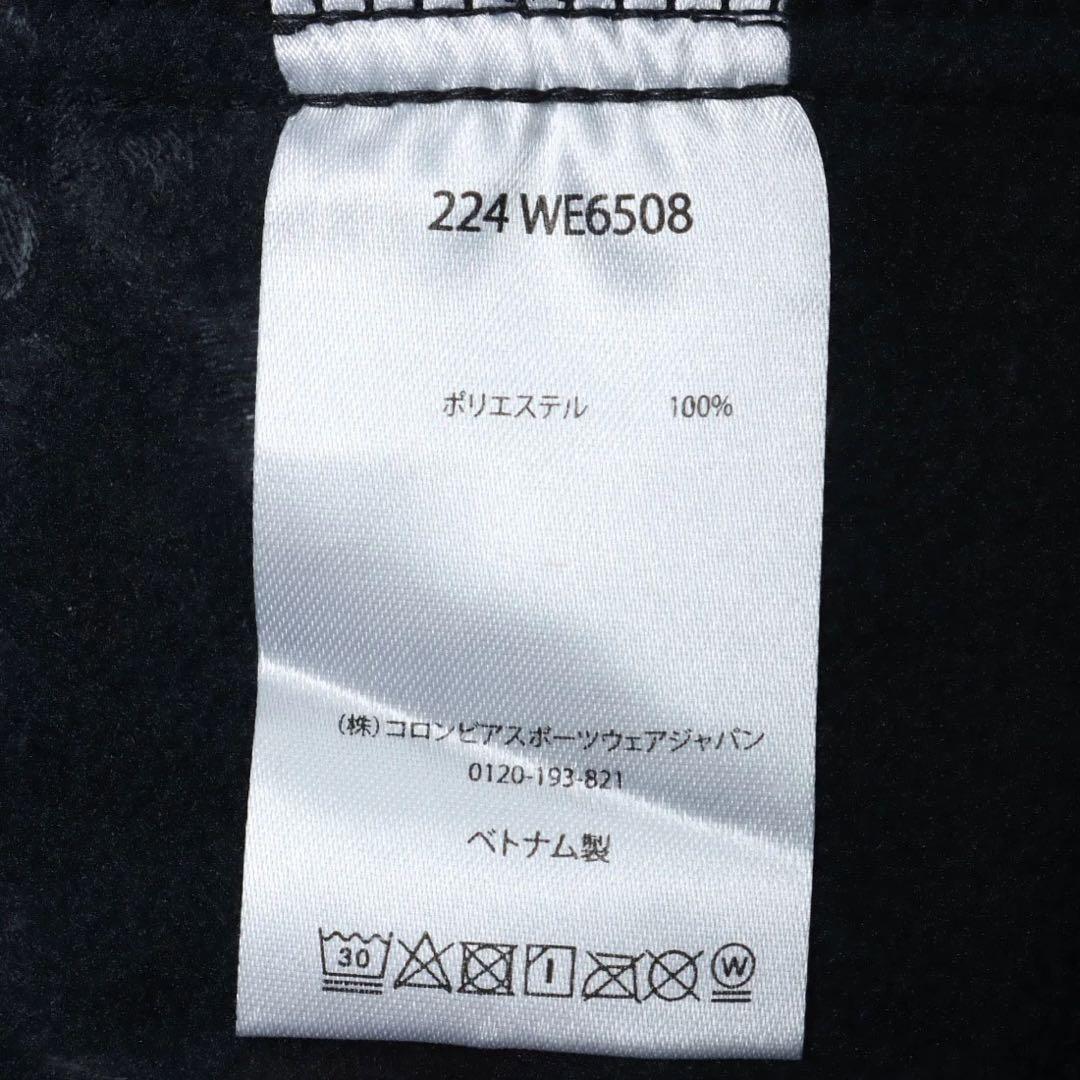 224 WE6508
ポリエステル 100%
(株)コロンビアスポーツウェアジャパン
0120-193-821
ベトナム製
30 W